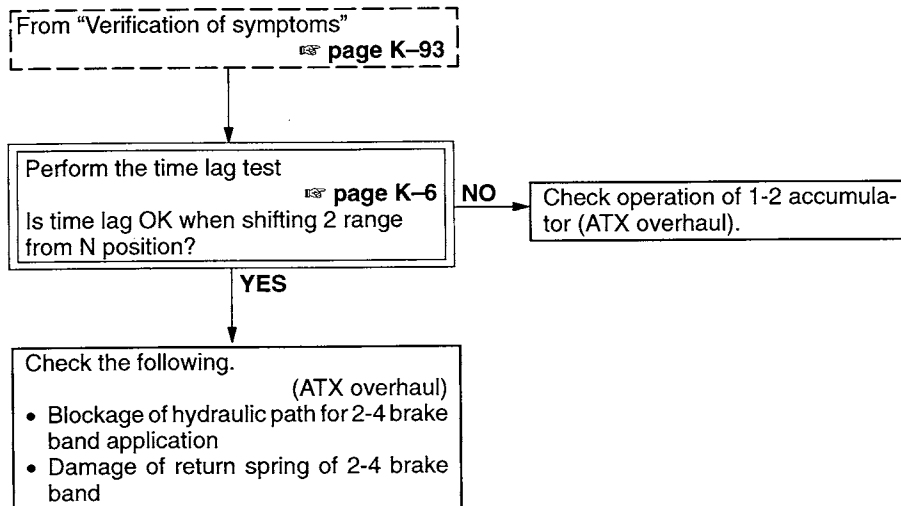 From “Verification of symptoms”
☞ page K–93
Perform the time lag test
☞ page K–6
Is time lag OK when shifting 2 range
from N position?
NO
Check operation of 1-2 accumula-
tor (ATX overhaul).
YES
Check the following.
(ATX overhaul)
• Blockage of hydraulic path for 2-4 brake
band application
• Damage of return spring of 2-4 brake
band